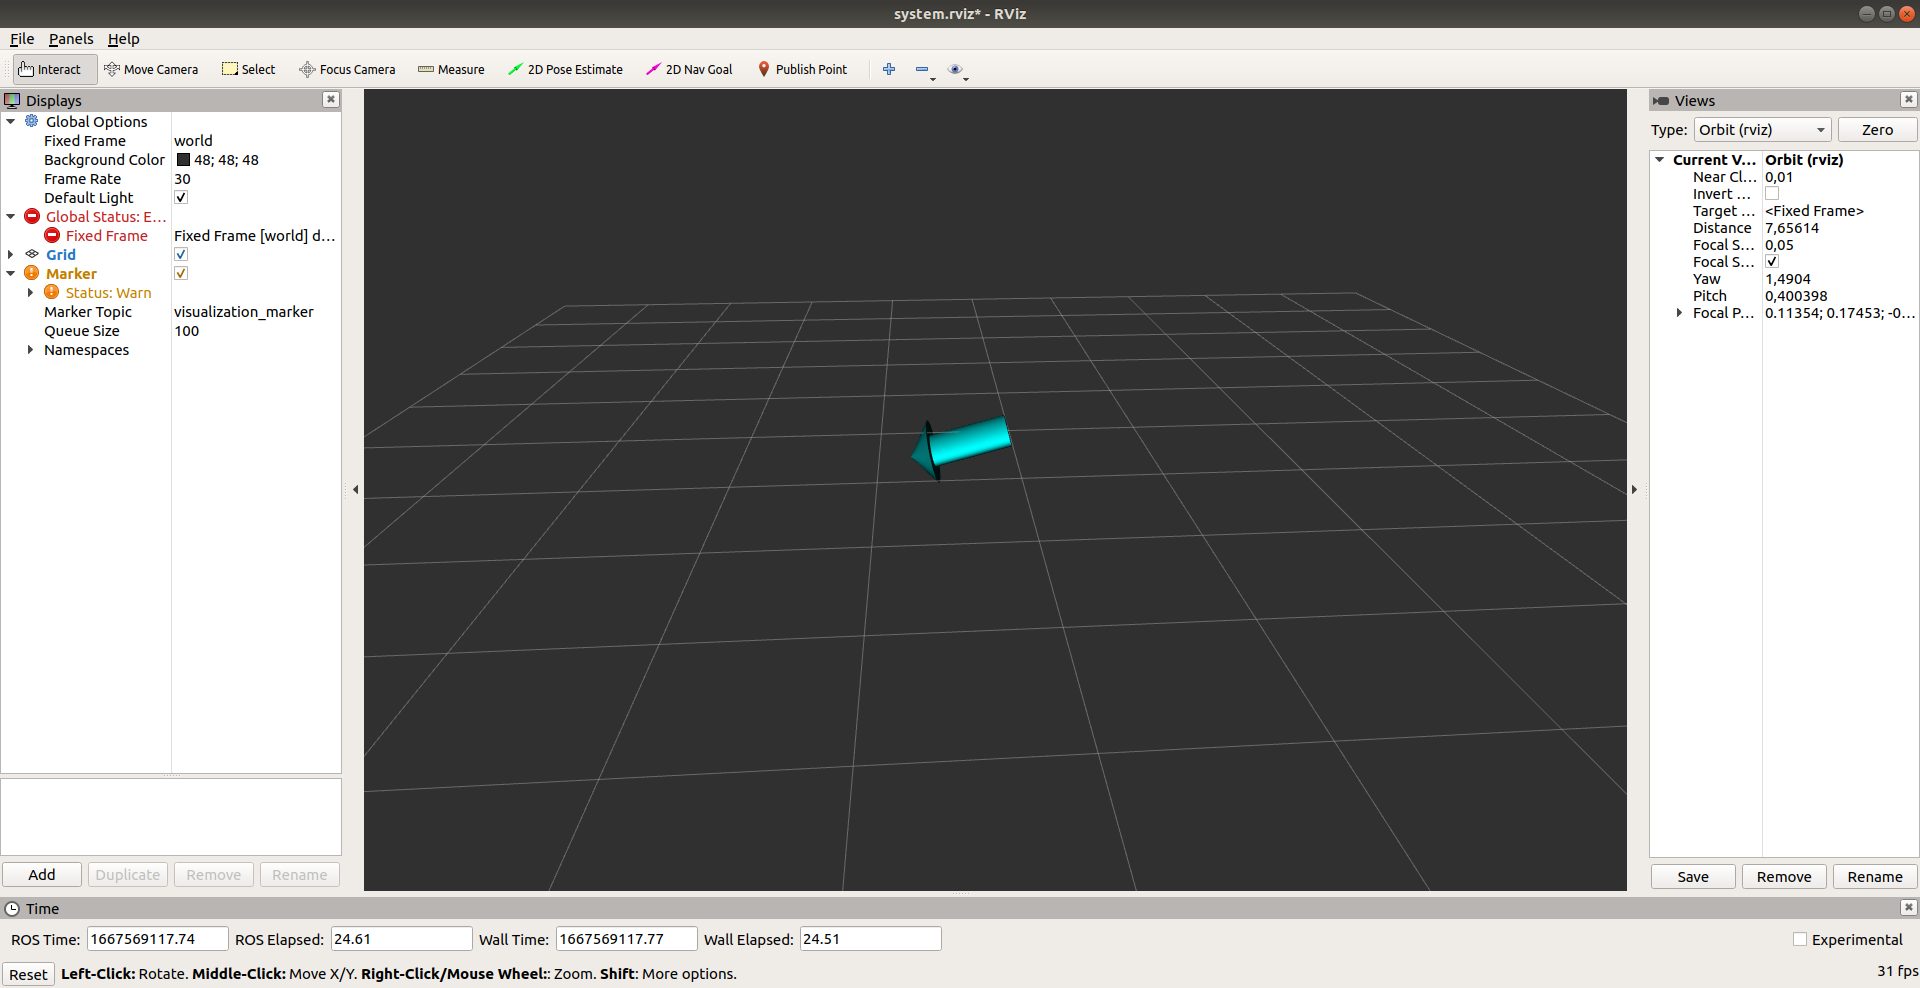 system.rviz* - RViz
File Panels Help
Interact Move Camera Select Focus Camera Measure 2D Pose Estimate 2D Nav Goal Publish Point
Displays
Global Options
Fixed Frame world
Background Color 48; 48; 48
Frame Rate 30
Default Light
Global Status: E...
Fixed Frame Fixed Frame [world] d...
Grid
Marker
Status: Warn
Marker Topic visualization_marker
Queue Size 100
Namespaces
Add Duplicate Remove Rename
Views
Type: Orbit (rviz) Zero
Current V... Orbit (rviz)
Near Cl... 0,01
Invert ...
Target ... <Fixed Frame>
Distance 7,65614
Focal S... 0,05
Focal S...
Yaw 1,4904
Pitch 0,400398
Focal P... 0.11354; 0.17453; -0...
Save Remove Rename
Time
ROS Time: 1667569117.74 ROS Elapsed: 24.61 Wall Time: 1667569117.77 Wall Elapsed: 24.51 Experimental
Reset Left-Click: Rotate. Middle-Click: Move X/Y. Right-Click/Mouse Wheel:: Zoom. Shift: More options. 31 fps